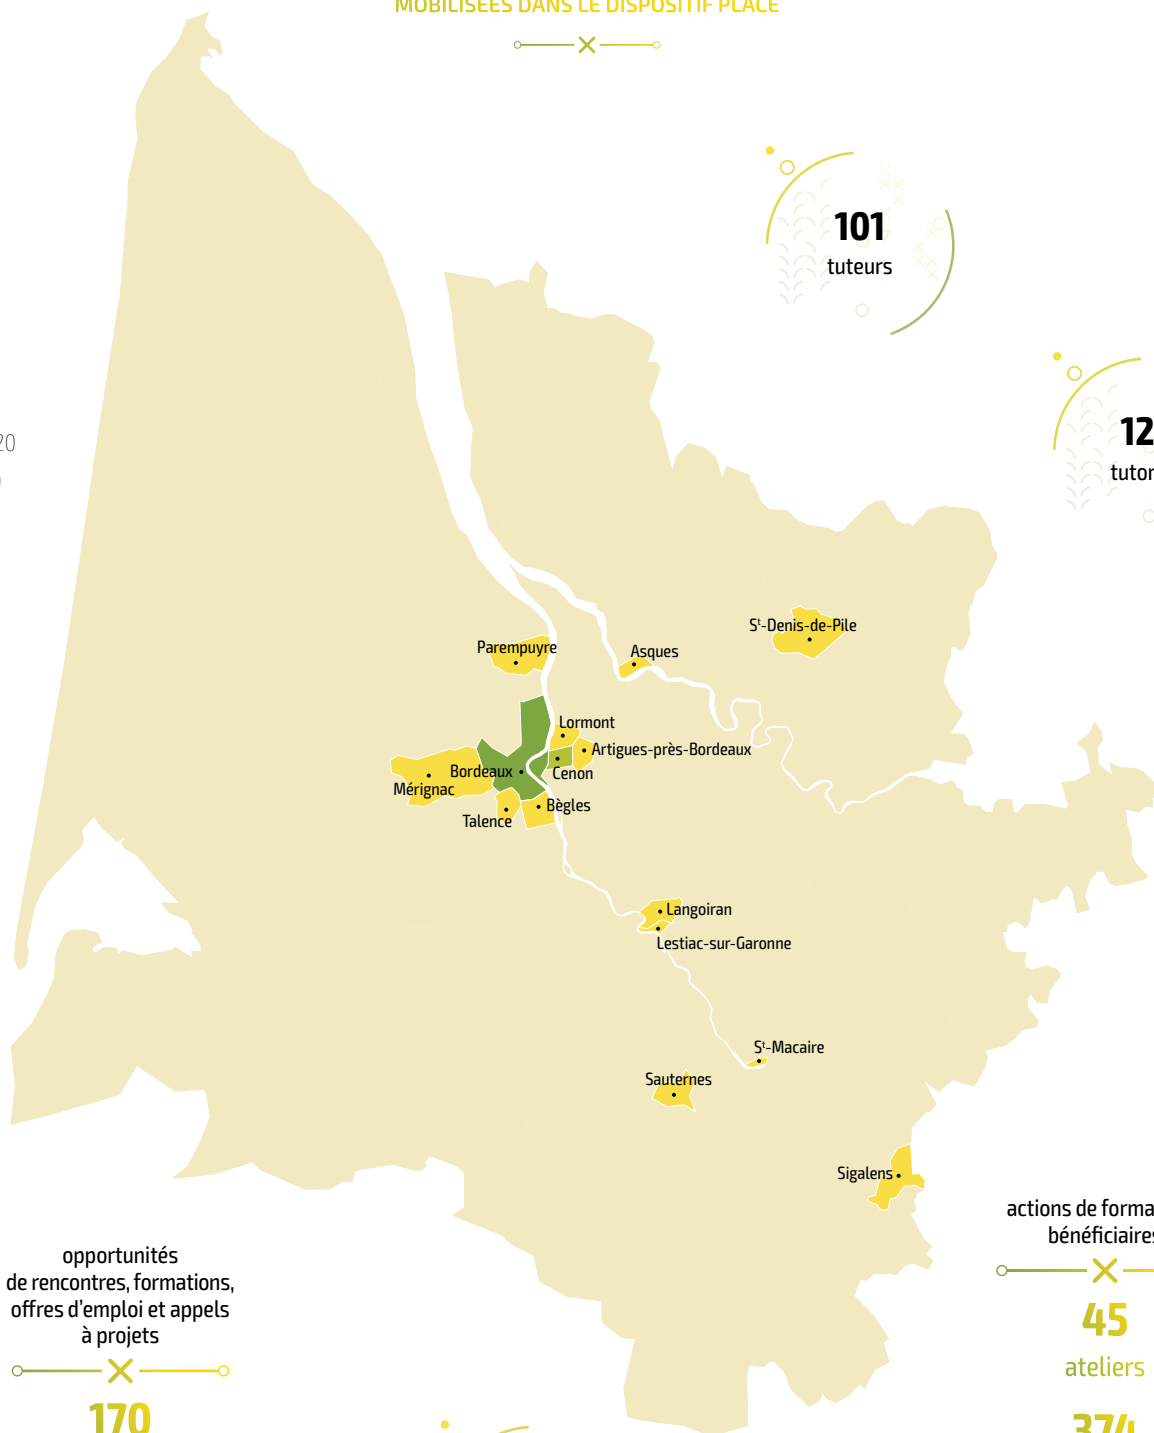 MOBILISÉES DANS LE DISPOSITIF PLACE
101
tuteurs
20
12
tutor
St-Denis-de-Pile
Parempuyre
Asques
Lormont
Artigues-près-Bordeaux
Bordeaux
Cenon
Mérignac
Bègles
Talence
Langoiran
Lestiac-sur-Garonne
St-Macaire
Sauternes
Sigalens
actions de forma
bénéficiaires
45
ateliers
374
opportunités
de rencontres, formations,
offres d'emploi et appels
à projets
170